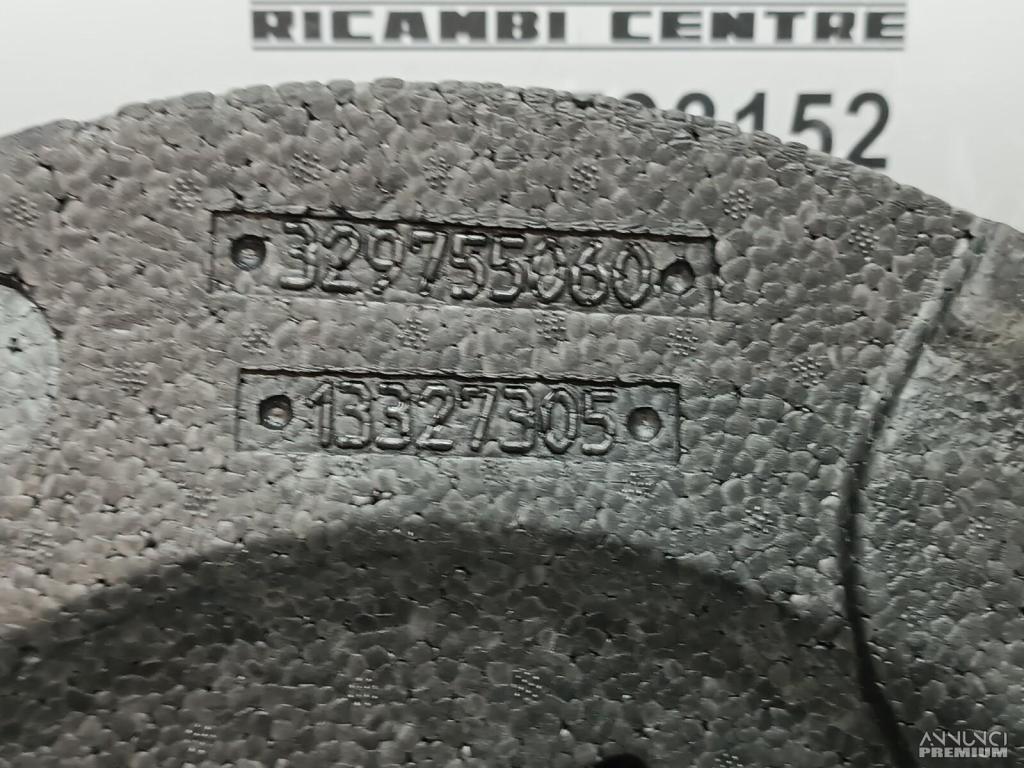 RICAMBI CENTRE
152
329755060
13327305
ANNUNCI
PREMIUM